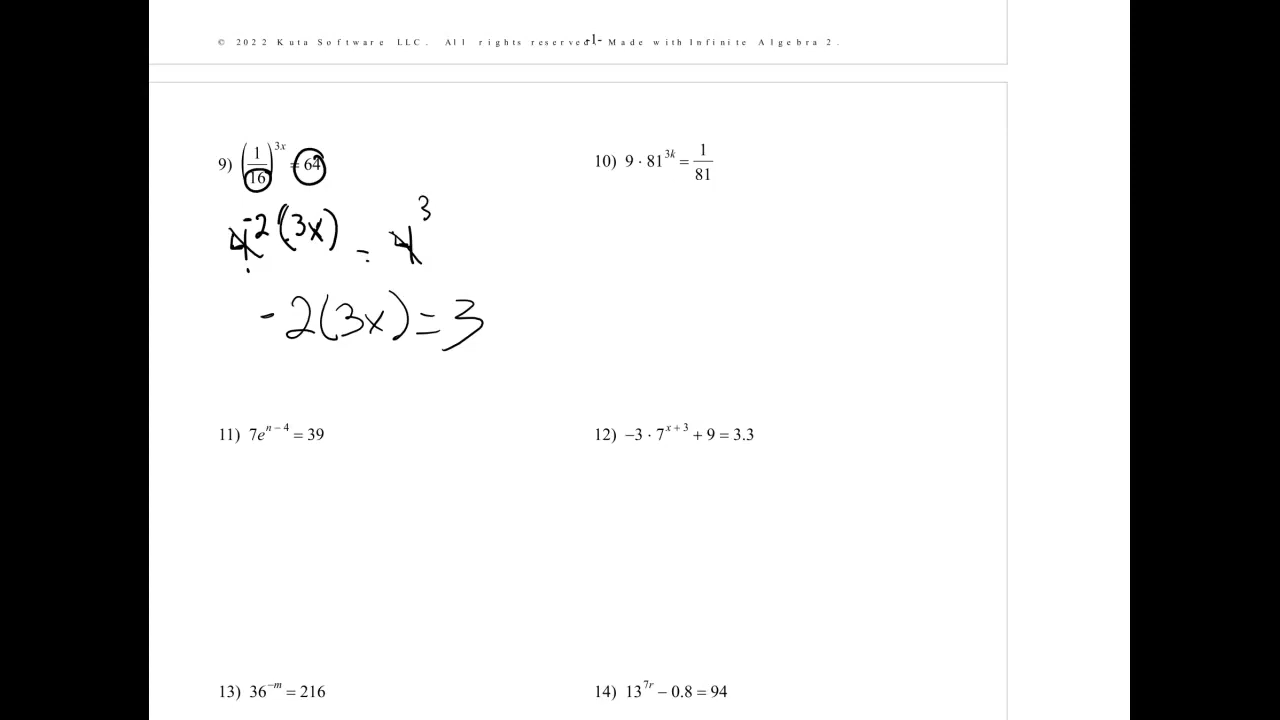 © 2022 Kuta Software LLC. All rights reserved. Made with Infinite Algebra 2.
-1-
9) (1/16)^{3x} = 64
10) 9 · 81^{3k} = 1/81
4^{-2(3x)} = 4^3
-2(3x) = 3
11) 7e^{n − 4} = 39
12) −3 · 7^{x + 3} + 9 = 3.3
13) 36^{−m} = 216
14) 13^{7r} − 0.8 = 94